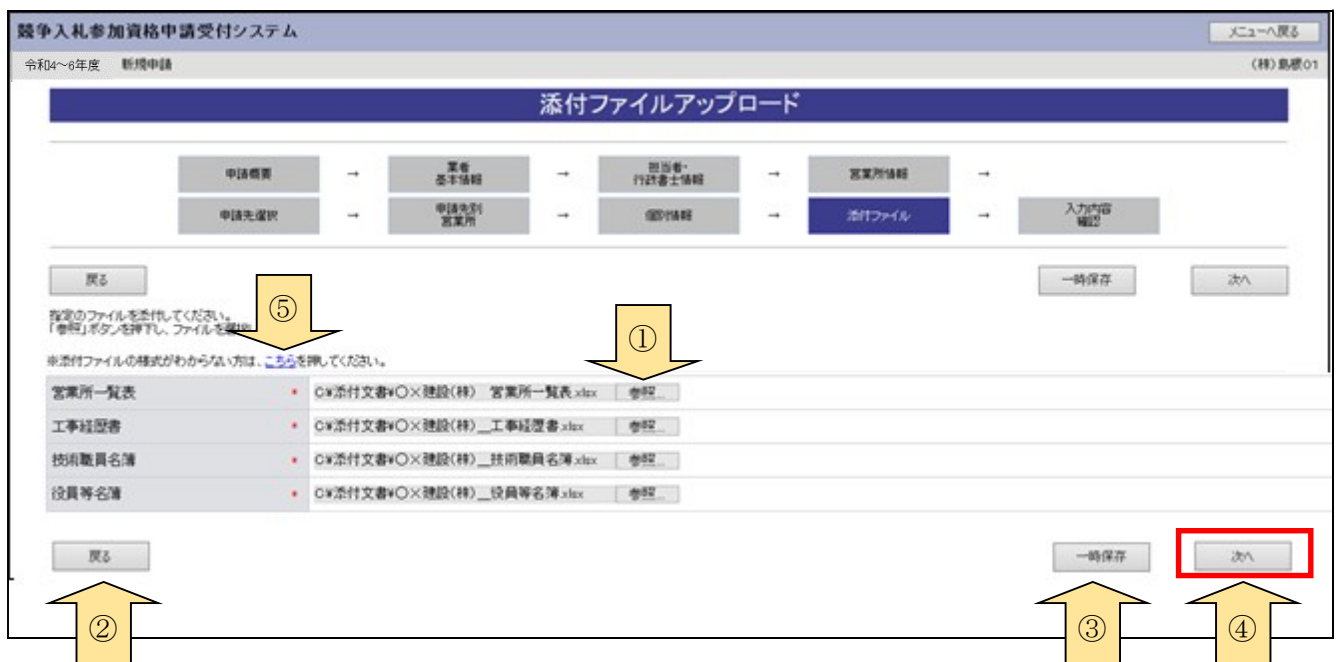 競争入札参加資格申請受付システム
メニューへ戻る
令和4～6年度 新規申請
(株)島根01
添付ファイルアップロード
申請概要 → 業者 基本情報 → 担当者・行政書士情報 → 営業所情報 →
申請先選択 → 申請先別 営業所 → 個別情報 → 添付ファイル → 入力内容 確認
戻る 一時保存 次へ
⑤
①
指定のファイルを添付してください。
「参照」ボタンを押下し、ファイルを選択
※添付ファイルの様式がわからない方は、こちらを押してください。
営業所一覧表 * C¥添付文書¥〇×建設(株)__営業所一覧表.xlsx 参照...
工事経歴書 * C¥添付文書¥〇×建設(株)__工事経歴書.xlsx 参照...
技術職員名簿 * C¥添付文書¥〇×建設(株)__技術職員名簿.xlsx 参照...
役員等名簿 * C¥添付文書¥〇×建設(株)__役員等名簿.xlsx 参照...
戻る 一時保存 次へ
② ③ ④